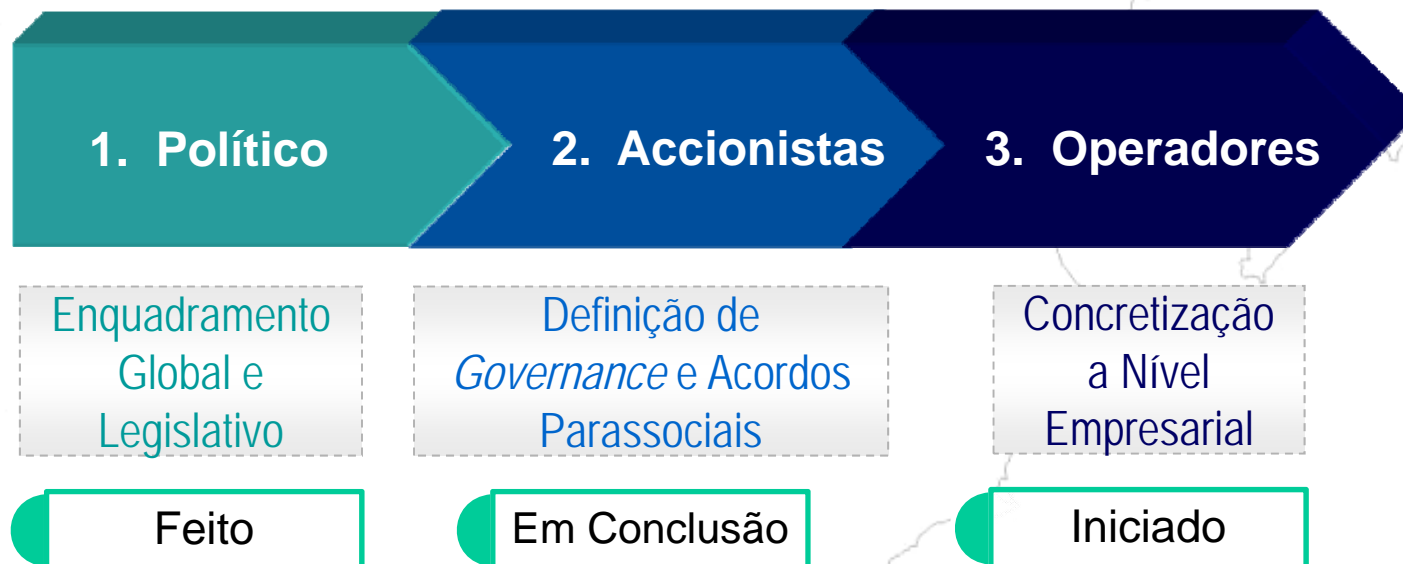 1. Político
2. Accionistas
3. Operadores
Enquadramento
Global e
Legislativo
Definição de
Governance e Acordos
Parassociais
Concretização
a Nível
Empresarial
Feito
Em Conclusão
Iniciado